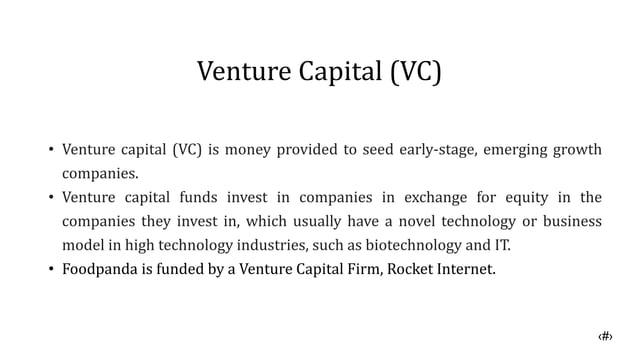 Venture Capital (VC)
• Venture capital (VC) is money provided to seed early-stage, emerging growth
companies.
• Venture capital funds invest in companies in exchange for equity in the
companies they invest in, which usually have a novel technology or business
model in high technology industries, such as biotechnology and IT.
• Foodpanda is funded by a Venture Capital Firm, Rocket Internet.
‹#›